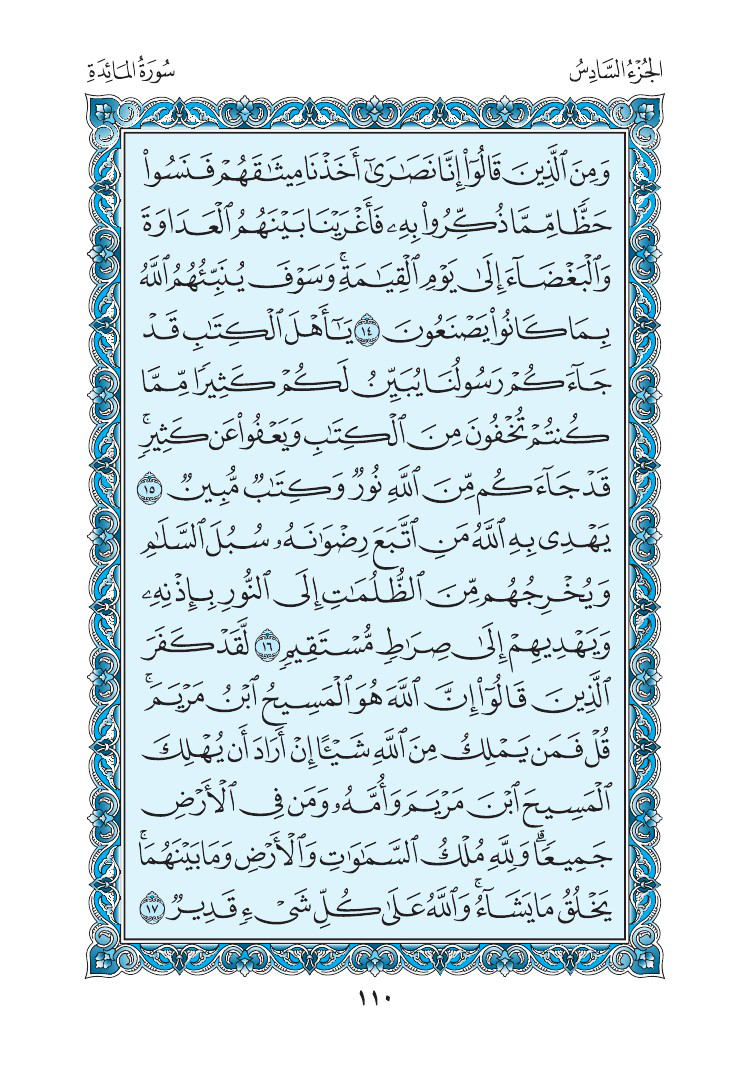 الجُزْءُ السَّادِسُ
سُورَةُ المَائِدَةِ
وَمِنَ ٱلَّذِينَ قَالُوٓاْ إِنَّا نَصَٰرَىٰٓ أَخَذْنَا مِيثَٰقَهُمْ فَنَسُواْ
حَظًّا مِّمَّا ذُكِّرُواْ بِهِۦ فَأَغْرَيْنَا بَيْنَهُمُ ٱلْعَدَاوَةَ
وَٱلْبَغْضَآءَ إِلَىٰ يَوْمِ ٱلْقِيَٰمَةِۚ وَسَوْفَ يُنَبِّئُهُمُ ٱللَّهُ
بِمَا كَانُواْ يَصْنَعُونَ ١٤ يَٰٓأَهْلَ ٱلْكِتَٰبِ قَدْ
جَآءَكُمْ رَسُولُنَا يُبَيِّنُ لَكُمْ كَثِيرًا مِّمَّا
كُنتُمْ تُخْفُونَ مِنَ ٱلْكِتَٰبِ وَيَعْفُواْ عَن كَثِيرٍۚ
قَدْ جَآءَكُم مِّنَ ٱللَّهِ نُورٌ وَكِتَٰبٌ مُّبِينٌ ١٥
يَهْدِى بِهِ ٱللَّهُ مَنِ ٱتَّبَعَ رِضْوَٰنَهُۥ سُبُلَ ٱلسَّلَٰمِ
وَيُخْرِجُهُم مِّنَ ٱلظُّلُمَٰتِ إِلَى ٱلنُّورِ بِإِذْنِهِۦ
وَيَهْدِيهِمْ إِلَىٰ صِرَٰطٍ مُّسْتَقِيمٍ ١٦ لَّقَدْ كَفَرَ
ٱلَّذِينَ قَالُوٓاْ إِنَّ ٱللَّهَ هُوَ ٱلْمَسِيحُ ٱبْنُ مَرْيَمَۚ
قُلْ فَمَن يَمْلِكُ مِنَ ٱللَّهِ شَيْـًٔا إِنْ أَرَادَ أَن يُهْلِكَ
ٱلْمَسِيحَ ٱبْنَ مَرْيَمَ وَأُمَّهُۥ وَمَن فِى ٱلْأَرْضِ
جَمِيعًاۗ وَلِلَّهِ مُلْكُ ٱلسَّمَٰوَٰتِ وَٱلْأَرْضِ وَمَا بَيْنَهُمَاۚ
يَخْلُقُ مَا يَشَآءُۚ وَٱللَّهُ عَلَىٰ كُلِّ شَىْءٍ قَدِيرٌ ١٧
١١٠